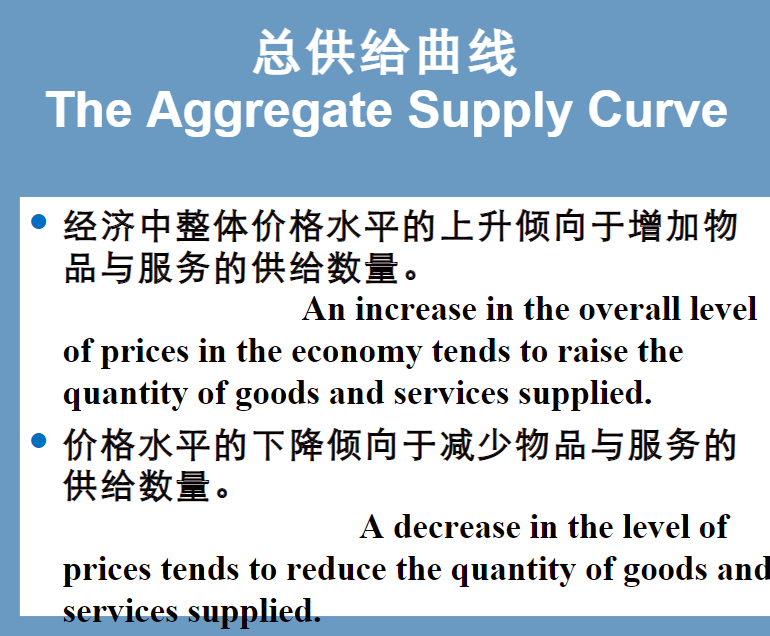 总供给曲线
The Aggregate Supply Curve
经济中整体价格水平的上升倾向于增加物
品与服务的供给数量。
An increase in the overall level
of prices in the economy tends to raise the
quantity of goods and services supplied.
价格水平的下降倾向于减少物品与服务的
供给数量。
A decrease in the level of
prices tends to reduce the quantity of goods and
services supplied.